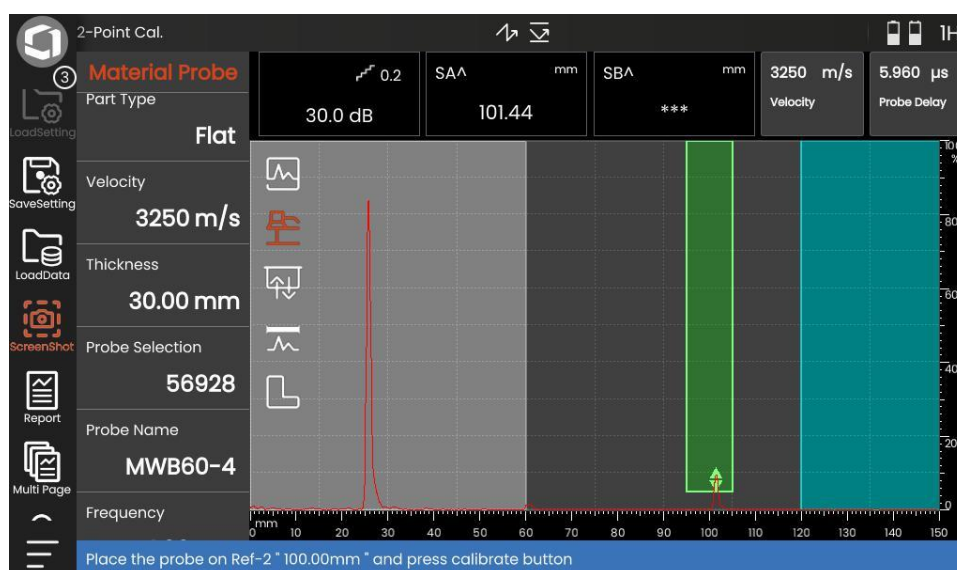 2-Point Cal.
1H
3
LoadSetting
SaveSetting
LoadData
ScreenShot
Report
Multi Page
Material Probe
Part Type
Flat
Velocity
3250 m/s
Thickness
30.00 mm
Probe Selection
56928
Probe Name
MWB60-4
Frequency
0.2
30.0 dB
SA^ mm
101.44
SB^ mm
***
3250 m/s
Velocity
5.960 µs
Probe Delay
100
%
80
60
40
20
0
mm
0 10 20 30 40 50 60 70 80 90 100 110 120 130 140 150
Place the probe on Ref-2 " 100.00mm " and press calibrate button